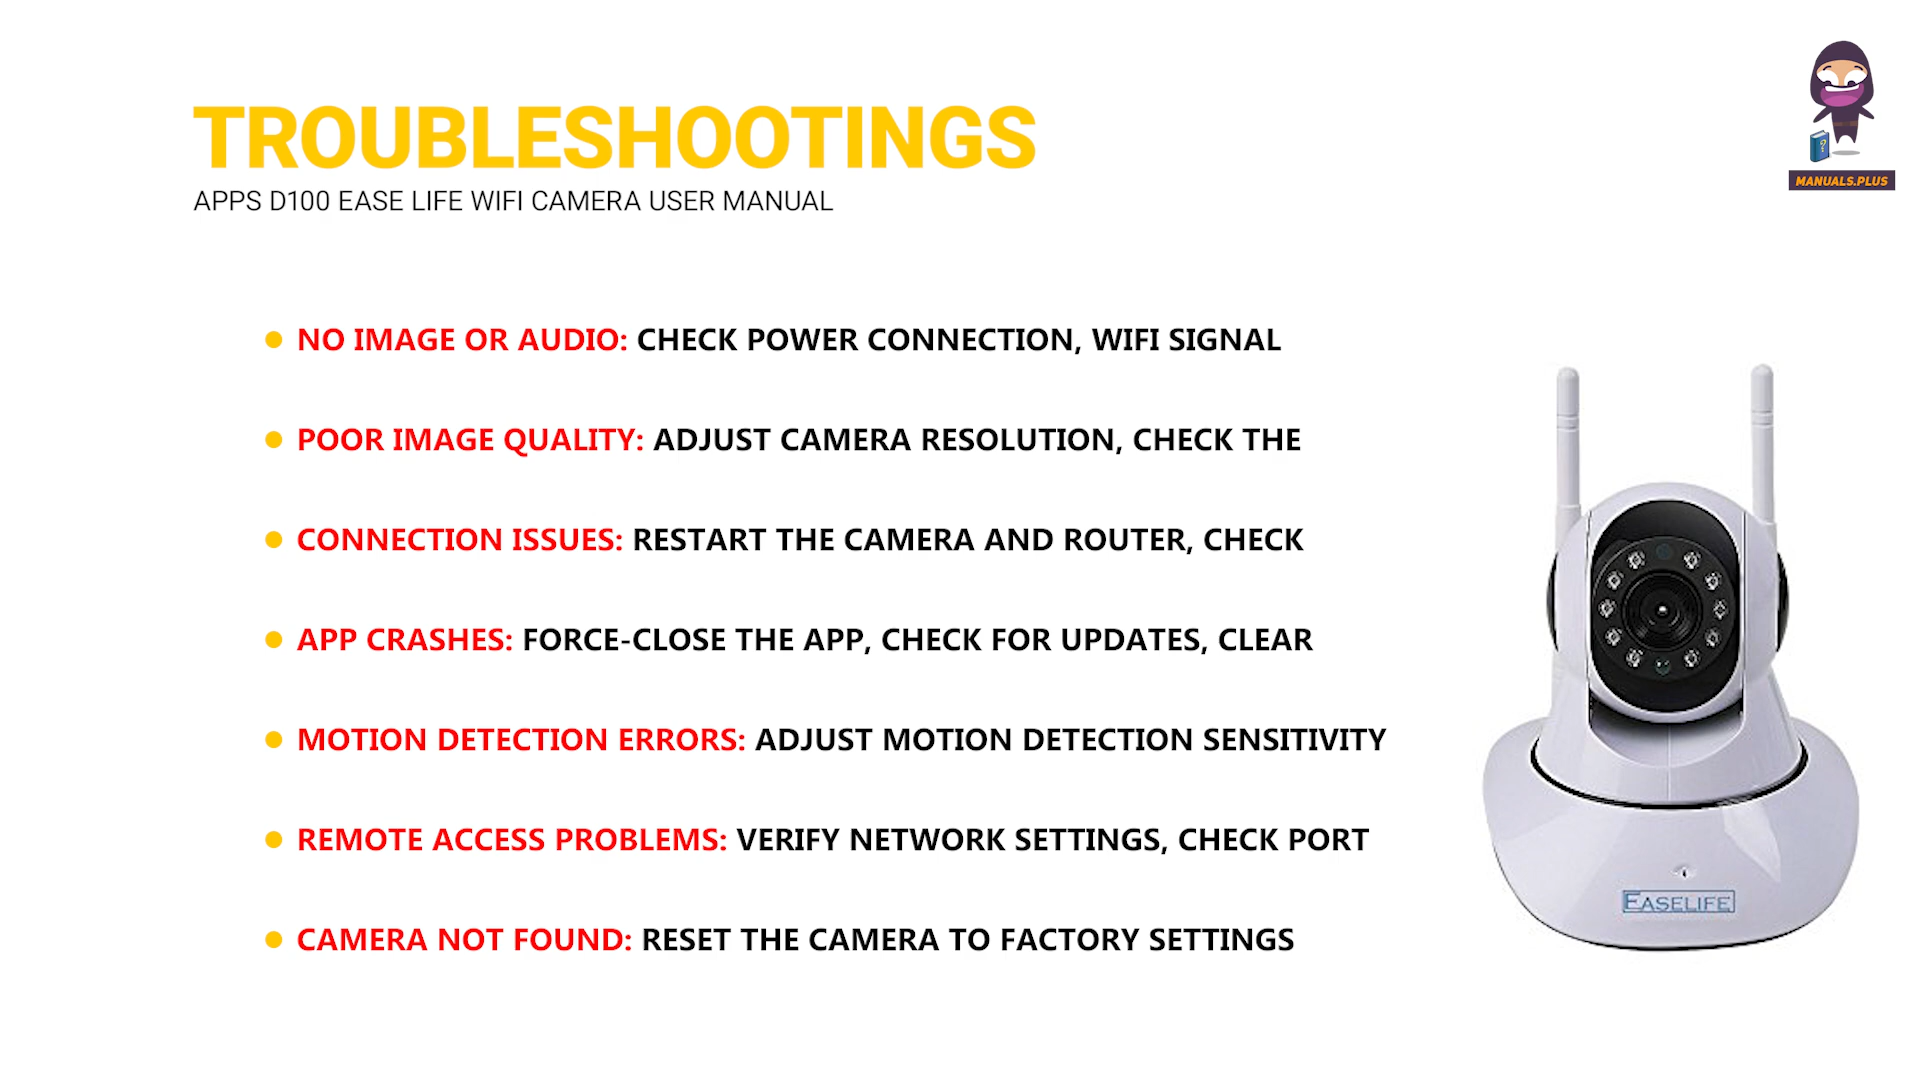 MANUALS.PLUS
TROUBLESHOOTINGS
APPS D100 EASE LIFE WIFI CAMERA USER MANUAL
NO IMAGE OR AUDIO: CHECK POWER CONNECTION, WIFI SIGNAL
POOR IMAGE QUALITY: ADJUST CAMERA RESOLUTION, CHECK THE
CONNECTION ISSUES: RESTART THE CAMERA AND ROUTER, CHECK
APP CRASHES: FORCE-CLOSE THE APP, CHECK FOR UPDATES, CLEAR
MOTION DETECTION ERRORS: ADJUST MOTION DETECTION SENSITIVITY
REMOTE ACCESS PROBLEMS: VERIFY NETWORK SETTINGS, CHECK PORT
CAMERA NOT FOUND: RESET THE CAMERA TO FACTORY SETTINGS
EASELIFE